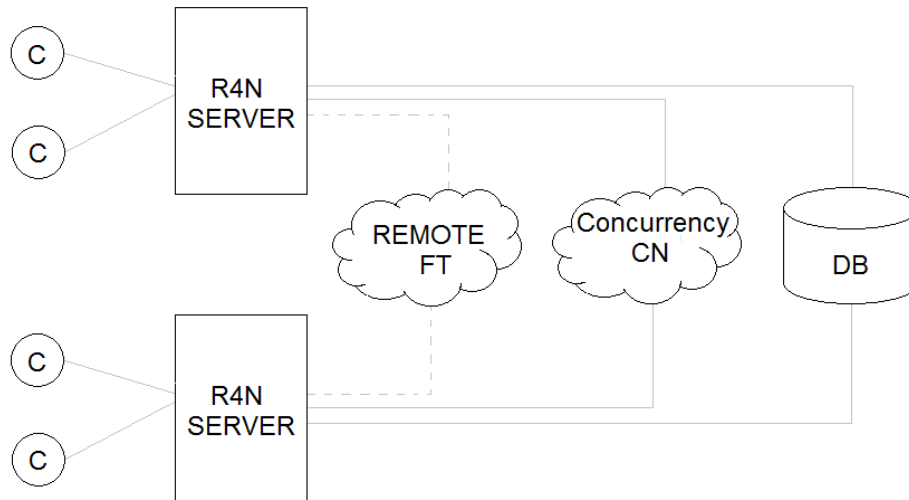 C
R4N
SERVER
C
REMOTE
FT
Concurrency
CN
DB
C
R4N
SERVER
C